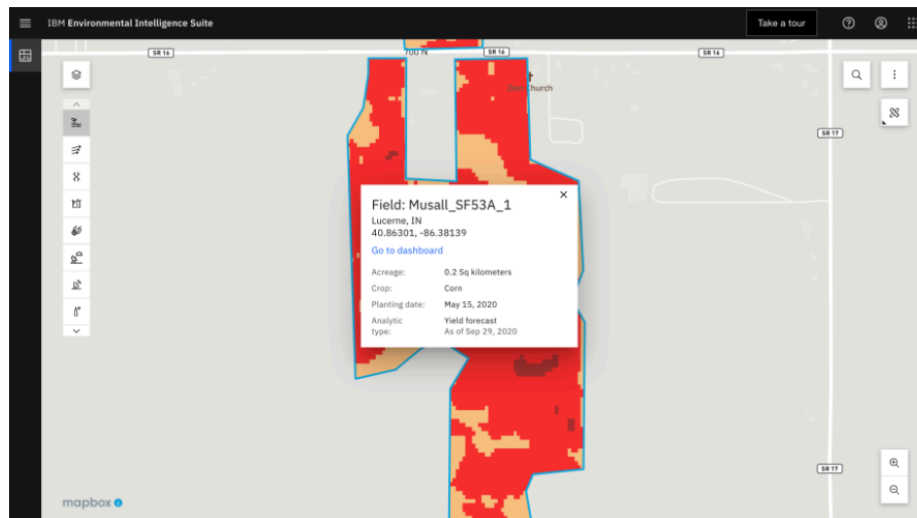 IBM Environmental Intelligence Suite
Take a tour
SR 16
700 N
SR 16
SR 16
Church
SR 17
Field: Musall_SF53A_1
Lucerne, IN
40.86301, -86.38139
Go to dashboard
Acreage: 0.2 Sq kilometers
Crop: Corn
Planting date: May 15, 2020
Analytic Yield forecast
type: As of Sep 29, 2020
SR 17
mapbox